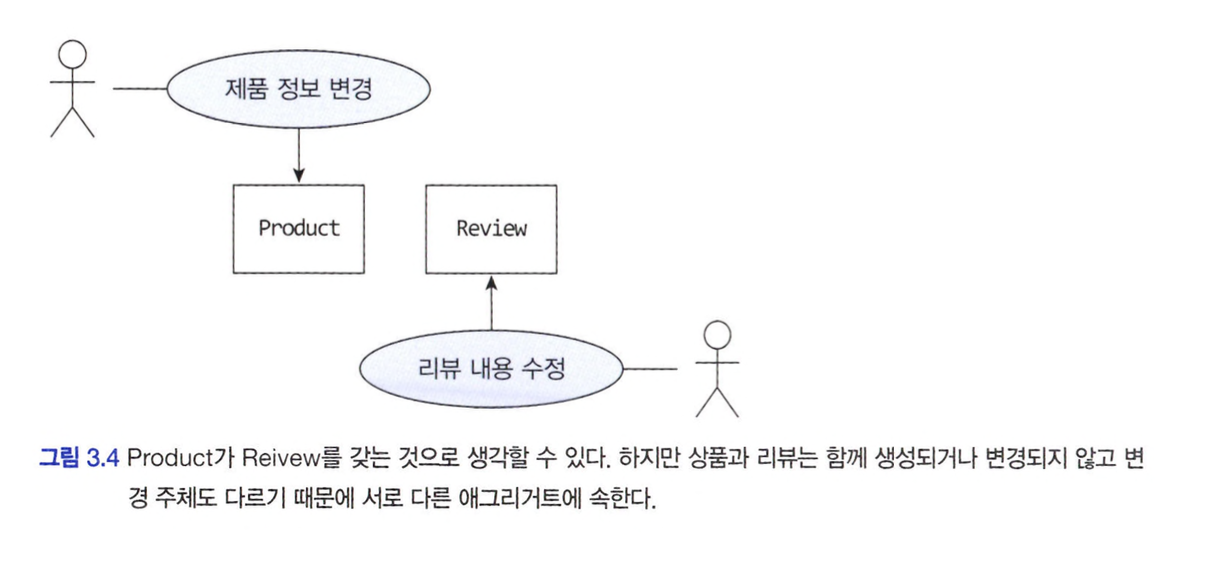 제품 정보 변경
Product
Review
리뷰 내용 수정
그림 3.4 Product가 Reivew를 갖는 것으로 생각할 수 있다. 하지만 상품과 리뷰는 함께 생성되거나 변경되지 않고 변
경 주체도 다르기 때문에 서로 다른 애그리거트에 속한다.